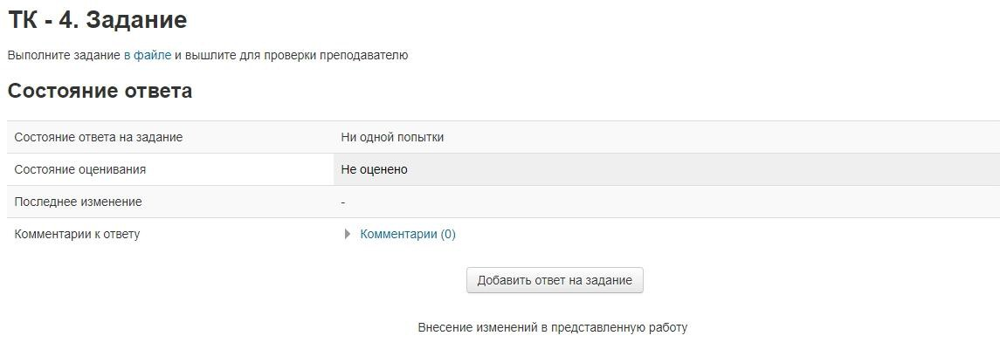 ТК - 4. Задание
Выполните задание в файле и вышлите для проверки преподавателю
Состояние ответа
Состояние ответа на задание Ни одной попытки
Состояние оценивания Не оценено
Последнее изменение -
Комментарии к ответу Комментарии (0)
Добавить ответ на задание
Внесение изменений в представленную работу